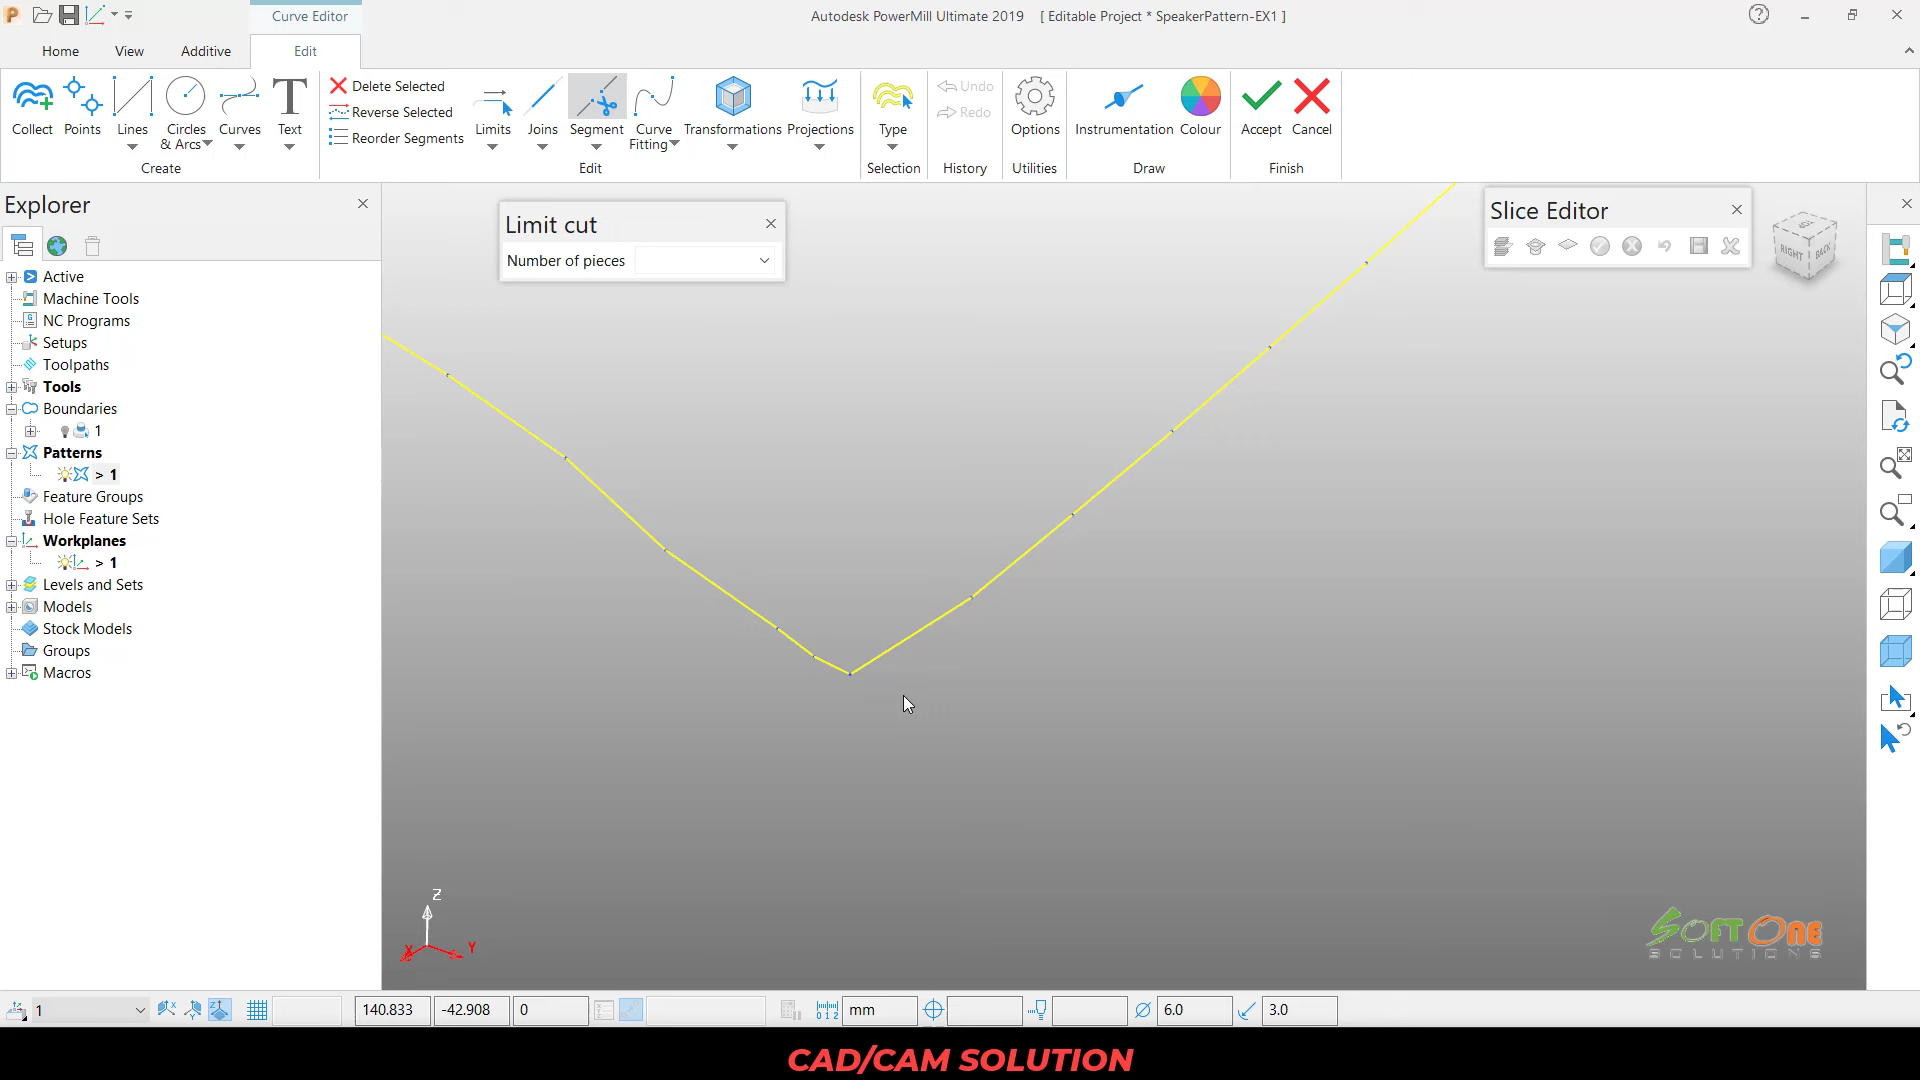 Curve Editor
Autodesk PowerMill Ultimate 2019 [ Editable Project * SpeakerPattern-EX1 ]
Home View Additive Edit
Collect Points Lines Circles & Arcs Curves Text
Create
Delete Selected
Reverse Selected
Reorder Segments
Limits Joins Segment Curve Fitting Transformations Projections
Edit
Type
Selection
Undo
Redo
History
Options
Utilities
Instrumentation Colour
Draw
Accept Cancel
Finish
Explorer
Active
Machine Tools
NC Programs
Setups
Toolpaths
Tools
Boundaries
1
Patterns
> 1
Feature Groups
Hole Feature Sets
Workplanes
> 1
Levels and Sets
Models
Stock Models
Groups
Macros
Limit cut
Number of pieces
Slice Editor
RIGHT BACK
Z
X Y
SOFTONE
SOLUTIONS
1 140.833 -42.908 0 mm 6.0 3.0
CAD/CAM SOLUTION